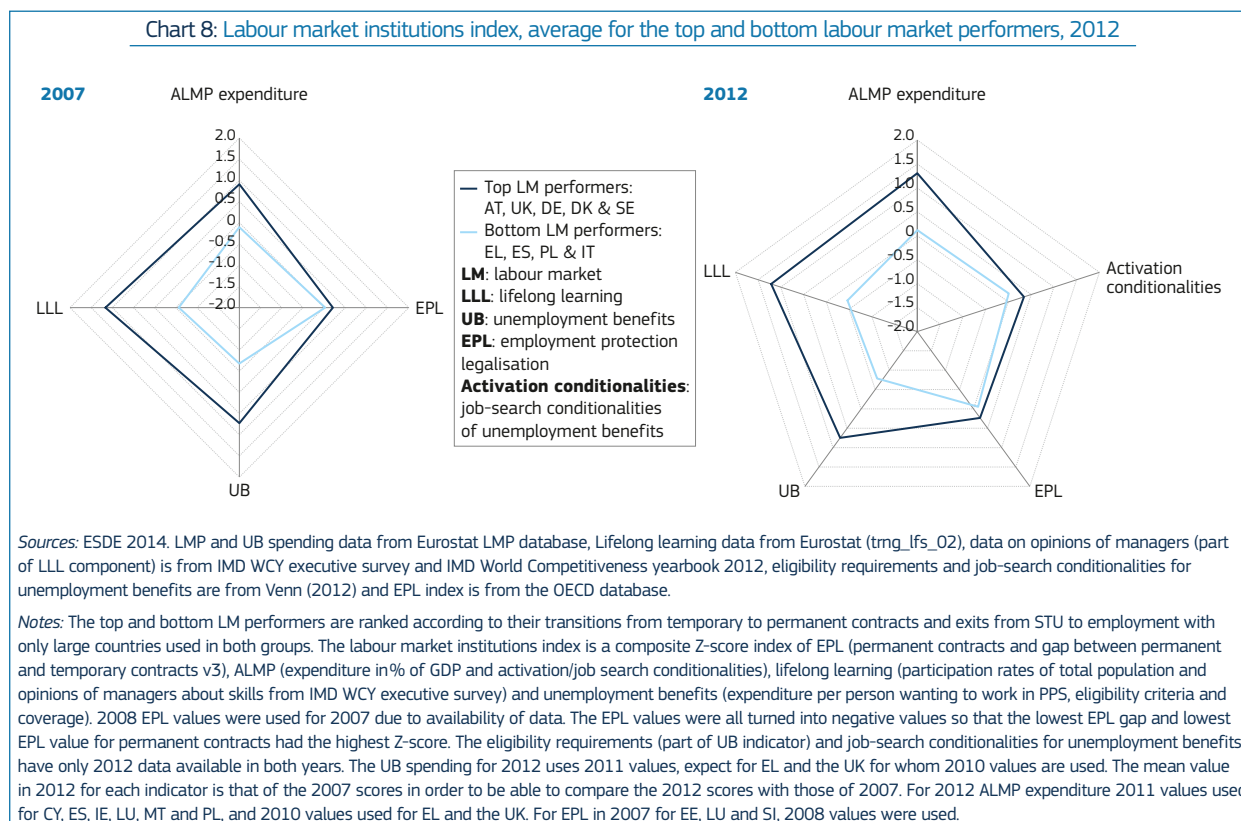 Chart 8: Labour market institutions index, average for the top and bottom labour market performers, 2012
2007
ALMP expenditure
2.0
1.5
1.0
0.5
0
-0.5
-1.0
-1.5
-2.0
LLL
EPL
UB
Top LM performers:
AT, UK, DE, DK & SE
Bottom LM performers:
EL, ES, PL & IT
LM: labour market
LLL: lifelong learning
UB: unemployment benefits
EPL: employment protection
legalisation
Activation conditionalities:
job-search conditionalities
of unemployment benefits
2012
ALMP expenditure
2.0
1.5
1.0
0.5
0
-0.5
-1.0
-1.5
-2.0
LLL
Activation
conditionalities
UB
EPL
Sources: ESDE 2014. LMP and UB spending data from Eurostat LMP database, Lifelong learning data from Eurostat (trng_lfs_02), data on opinions of managers (part
of LLL component) is from IMD WCY executive survey and IMD World Competitiveness yearbook 2012, eligibility requirements and job-search conditionalities for
unemployment benefits are from Venn (2012) and EPL index is from the OECD database.
Notes: The top and bottom LM performers are ranked according to their transitions from temporary to permanent contracts and exits from STU to employment with
only large countries used in both groups. The labour market institutions index is a composite Z-score index of EPL (permanent contracts and gap between permanent
and temporary contracts v3), ALMP (expenditure in% of GDP and activation/job search conditionalities), lifelong learning (participation rates of total population and
opinions of managers about skills from IMD WCY executive survey) and unemployment benefits (expenditure per person wanting to work in PPS, eligibility criteria and
coverage). 2008 EPL values were used for 2007 due to availability of data. The EPL values were all turned into negative values so that the lowest EPL gap and lowest
EPL value for permanent contracts had the highest Z-score. The eligibility requirements (part of UB indicator) and job-search conditionalities for unemployment benefits
have only 2012 data available in both years. The UB spending for 2012 uses 2011 values, expect for EL and the UK for whom 2010 values are used. The mean value
in 2012 for each indicator is that of the 2007 scores in order to be able to compare the 2012 scores with those of 2007. For 2012 ALMP expenditure 2011 values used
for CY, ES, IE, LU, MT and PL, and 2010 values used for EL and the UK. For EPL in 2007 for EE, LU and SI, 2008 values were used.